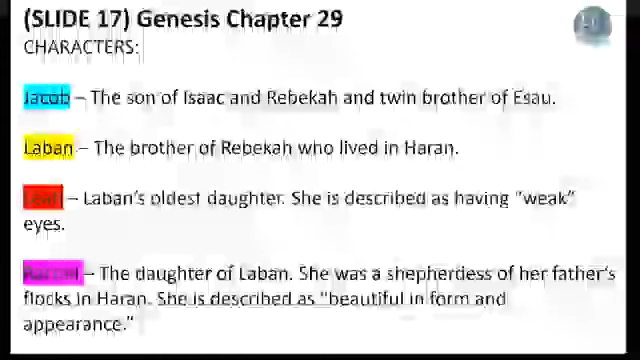 (SLIDE 17) Genesis Chapter 29
CHARACTERS:
Jacob – The son of Isaac and Rebekah and twin brother of Esau.
Laban – The brother of Rebekah who lived in Haran.
Leah – Laban's oldest daughter. She is described as having "weak"
eyes.
Rachel – The daughter of Laban. She was a shepherdess of her father's
flocks in Haran. She is described as "beautiful in form and
appearance."